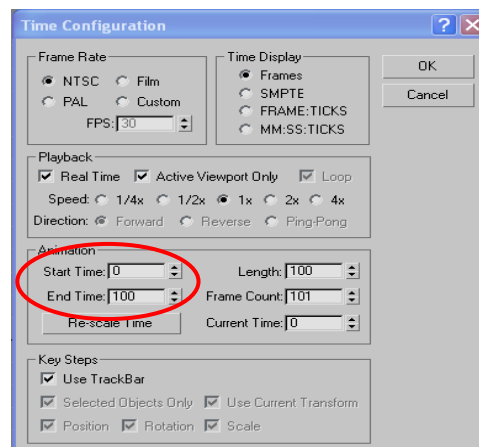 Time Configuration
Frame Rate
NTSC Film
PAL Custom
FPS: 30
Time Display
Frames
SMPTE
FRAME:TICKS
MM:SS:TICKS
OK
Cancel
Playback
Real Time Active Viewport Only Loop
Speed: 1/4x 1/2x 1x 2x 4x
Direction: Forward Reverse Ping-Pong
Animation
Start Time: 0 Length: 100
End Time: 100 Frame Count: 101
Re-scale Time Current Time: 0
Key Steps
Use TrackBar
Selected Objects Only Use Current Transform
Position Rotation Scale